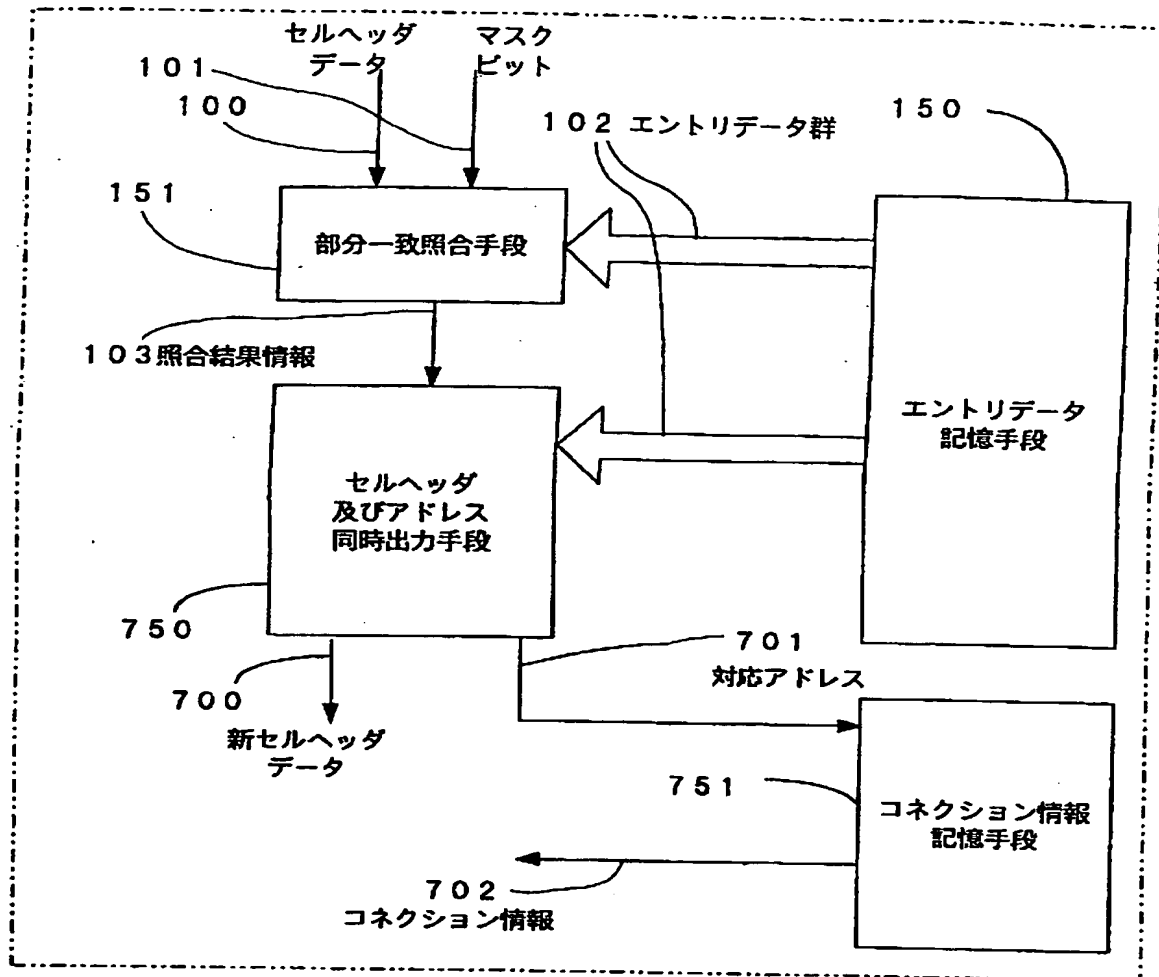 セルヘッダ
データ
マスク
ビット
101
100
102 エントリデータ群
150
151
部分一致照合手段
103照合結果情報
エントリデータ
記憶手段
セルヘッダ
及びアドレス
同時出力手段
750
700
701
対応アドレス
新セルヘッダ
データ
751
コネクション情報
記憶手段
702
コネクション情報